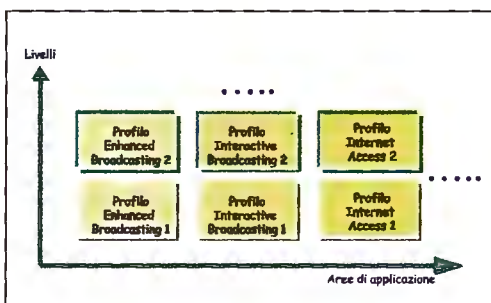 Livelli
.....
Profilo
Enhanced
Broadcasting 2
Profilo
Interactive
Broadcasting 2
Profilo
Internet
Access 2
.....
Profilo
Enhanced
Broadcasting 1
Profilo
Interactive
Broadcasting 1
Profilo
Internet
Access 1
Aree di applicazione